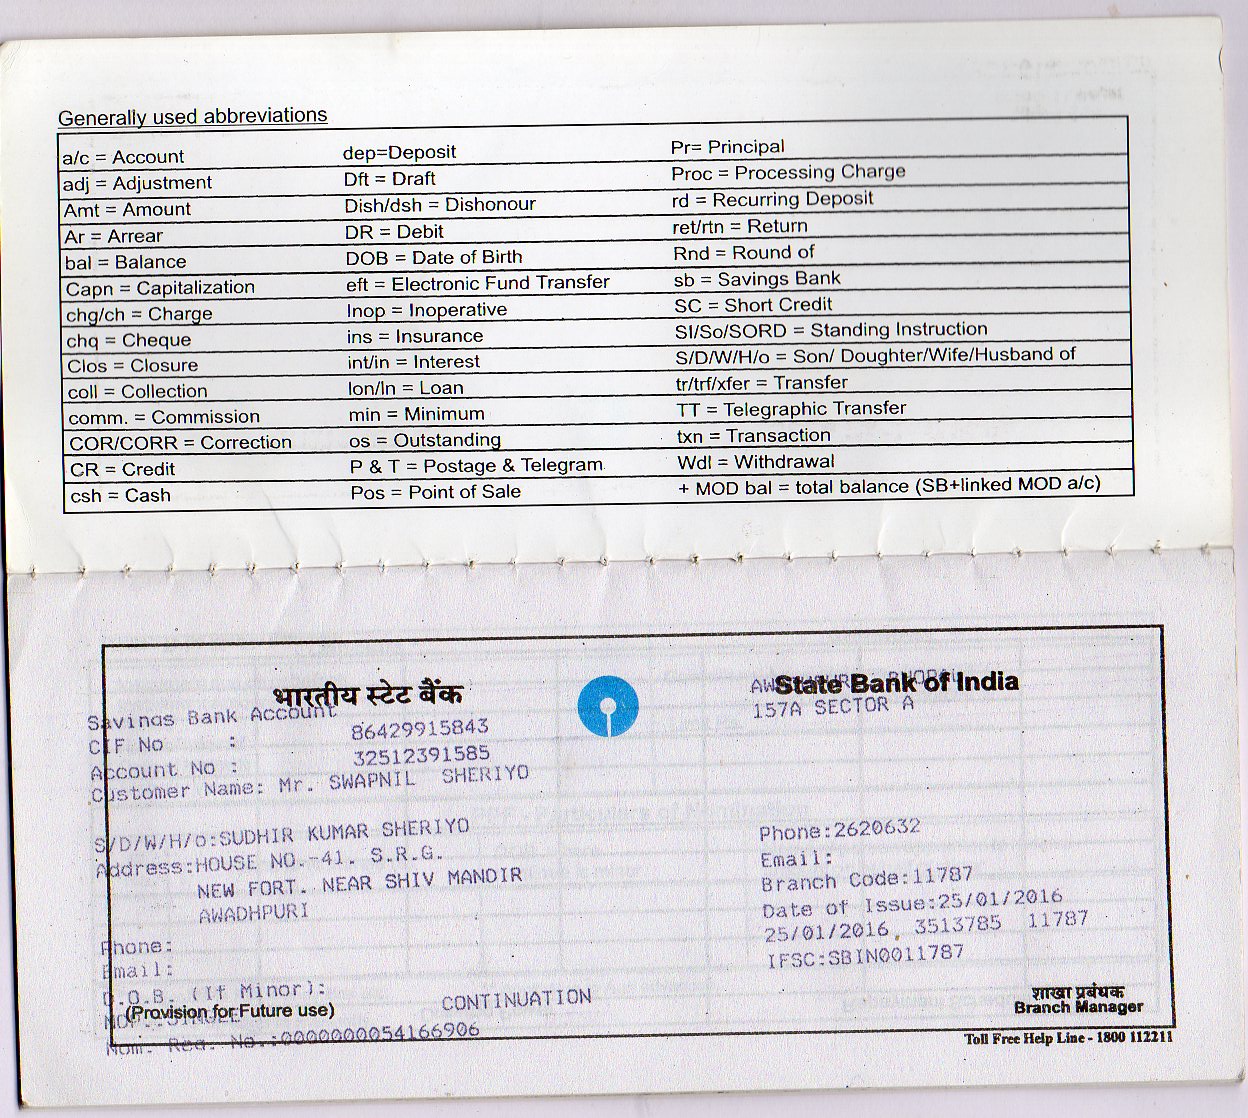 Generally used abbreviations
a/c = Account dep=Deposit Pr= Principal
adj = Adjustment Dft = Draft Proc = Processing Charge
Amt = Amount Dish/dsh = Dishonour rd = Recurring Deposit
Ar = Arrear DR = Debit ret/rtn = Return
bal = Balance DOB = Date of Birth Rnd = Round of
Capn = Capitalization eft = Electronic Fund Transfer sb = Savings Bank
chg/ch = Charge Inop = Inoperative SC = Short Credit
chq = Cheque ins = Insurance SI/So/SORD = Standing Instruction
Clos = Closure int/in = Interest S/D/W/H/o = Son/ Doughter/Wife/Husband of
coll = Collection lon/ln = Loan tr/trf/xfer = Transfer
comm. = Commission min = Minimum TT = Telegraphic Transfer
COR/CORR = Correction os = Outstanding txn = Transaction
CR = Credit P & T = Postage & Telegram Wdl = Withdrawal
csh = Cash Pos = Point of Sale + MOD bal = total balance (SB+linked MOD a/c)
भारतीय स्टेट बैंक State Bank of India
Savings Bank Account 157A SECTOR A
CIF No : 86429915843
Account No : 32512391585
Customer Name: Mr. SWAPNIL SHERIYO
S/D/W/H/o:SUDHIR KUMAR SHERIYO Phone:2620632
Address:HOUSE NO.-41. S.R.G. Email:
NEW FORT. NEAR SHIV MANDIR Branch Code:11787
AWADHPURI Date of Issue:25/01/2016
25/01/2016, 3513785 11787
Phone: IFSC:SBIN0011787
Email:
D.O.B. (If Minor): CONTINUATION शाखा प्रबंधक
(Provision for Future use) Branch Manager
Nom. Reg. No.:0000000054166906
Toll Free Help Line - 1800 112211